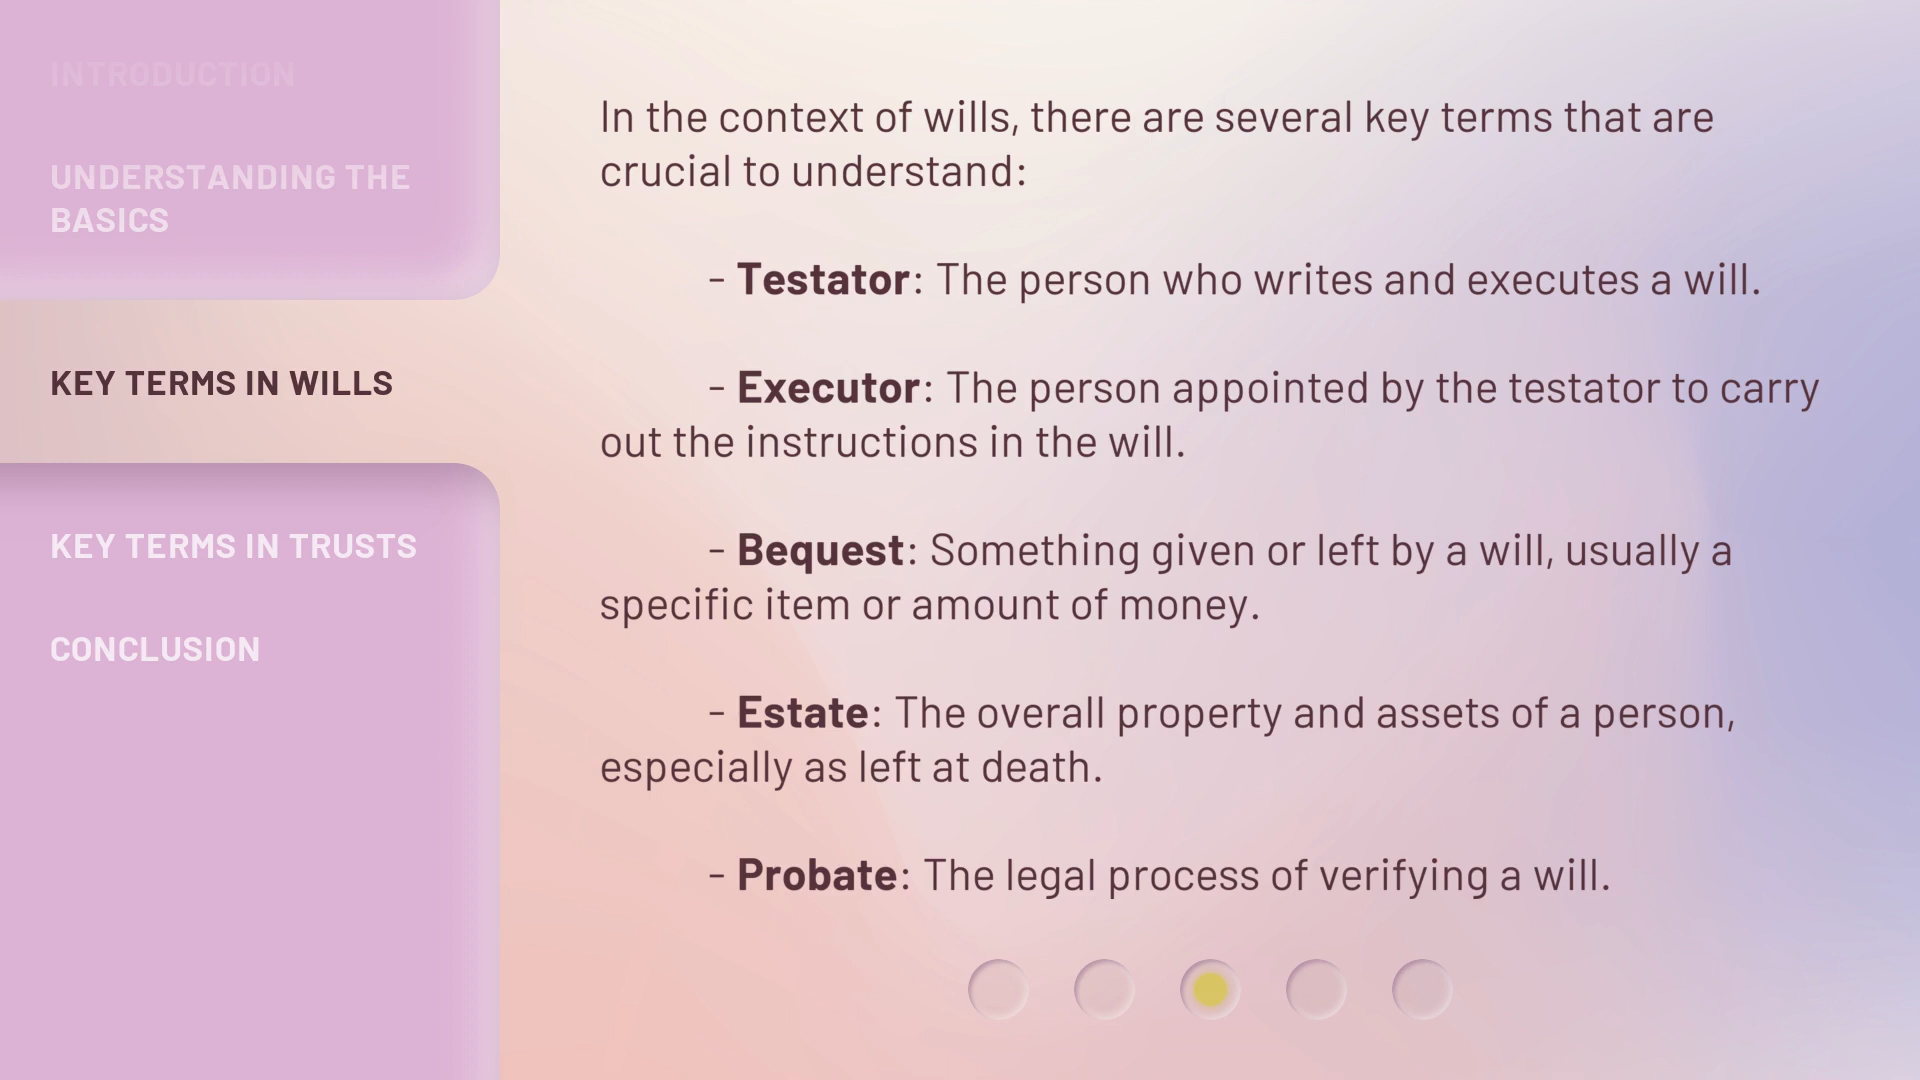 INTRODUCTION
UNDERSTANDING THE
BASICS
KEY TERMS IN WILLS
KEY TERMS IN TRUSTS
CONCLUSION
In the context of wills, there are several key terms that are
crucial to understand:
- Testator: The person who writes and executes a will.
- Executor: The person appointed by the testator to carry
out the instructions in the will.
- Bequest: Something given or left by a will, usually a
specific item or amount of money.
- Estate: The overall property and assets of a person,
especially as left at death.
- Probate: The legal process of verifying a will.